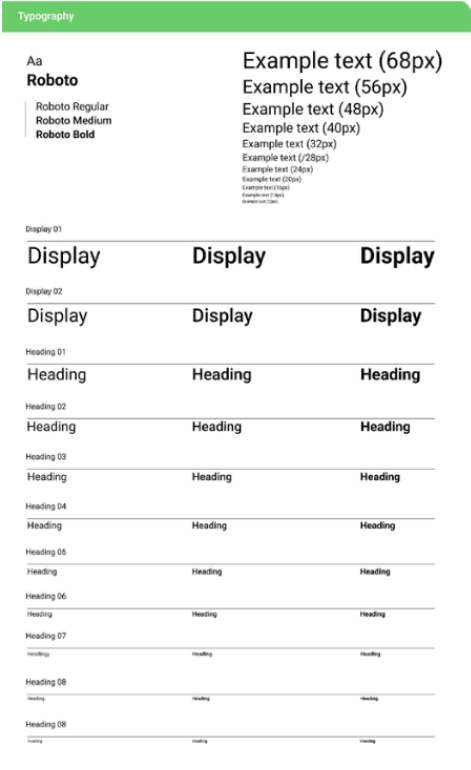 Typography
Aa
Roboto
Roboto Regular
Roboto Medium
Roboto Bold
Example text (68px)
Example text (56px)
Example text (48px)
Example text (40px)
Example text (32px)
Example text (/28px)
Example text (24px)
Example text (20px)
Example text (16px)
Example text (14px)
Example text (12px)
Display 01
Display Display Display
Display 02
Display Display Display
Heading 01
Heading Heading Heading
Heading 02
Heading Heading Heading
Heading 03
Heading Heading Heading
Heading 04
Heading Heading Heading
Heading 05
Heading Heading Heading
Heading 06
Heading Heading Heading
Heading 07
Heading Heading
Heading 08
Heading Heading Heading
Heading 08
Heading Heading Heading